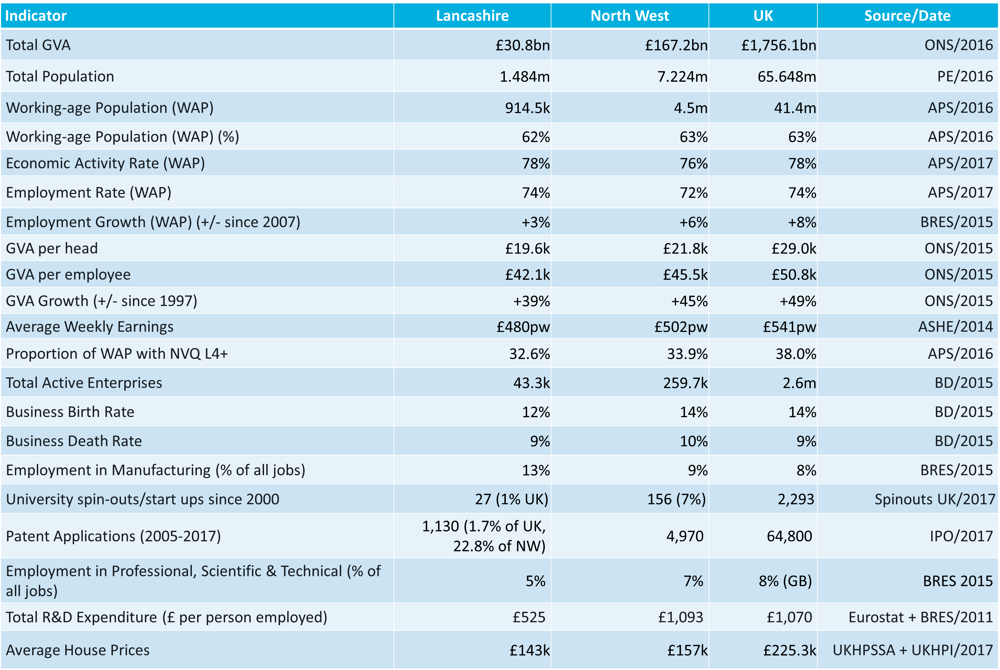 Indicator Lancashire North West UK Source/Date
Total GVA £30.8bn £167.2bn £1,756.1bn ONS/2016
Total Population 1.484m 7.224m 65.648m PE/2016
Working-age Population (WAP) 914.5k 4.5m 41.4m APS/2016
Working-age Population (WAP) (%) 62% 63% 63% APS/2016
Economic Activity Rate (WAP) 78% 76% 78% APS/2017
Employment Rate (WAP) 74% 72% 74% APS/2017
Employment Growth (WAP) (+/- since 2007) +3% +6% +8% BRES/2015
GVA per head £19.6k £21.8k £29.0k ONS/2015
GVA per employee £42.1k £45.5k £50.8k ONS/2015
GVA Growth (+/- since 1997) +39% +45% +49% ONS/2015
Average Weekly Earnings £480pw £502pw £541pw ASHE/2014
Proportion of WAP with NVQ L4+ 32.6% 33.9% 38.0% APS/2016
Total Active Enterprises 43.3k 259.7k 2.6m BD/2015
Business Birth Rate 12% 14% 14% BD/2015
Business Death Rate 9% 10% 9% BD/2015
Employment in Manufacturing (% of all jobs) 13% 9% 8% BRES/2015
University spin-outs/start ups since 2000 27 (1% UK) 156 (7%) 2,293 Spinouts UK/2017
Patent Applications (2005-2017) 1,130 (1.7% of UK,
22.8% of NW) 4,970 64,800 IPO/2017
Employment in Professional, Scientific & Technical (% of
all jobs) 5% 7% 8% (GB) BRES 2015
Total R&D Expenditure (£ per person employed) £525 £1,093 £1,070 Eurostat + BRES/2011
Average House Prices £143k £157k £225.3k UKHPSSA + UKHPI/2017